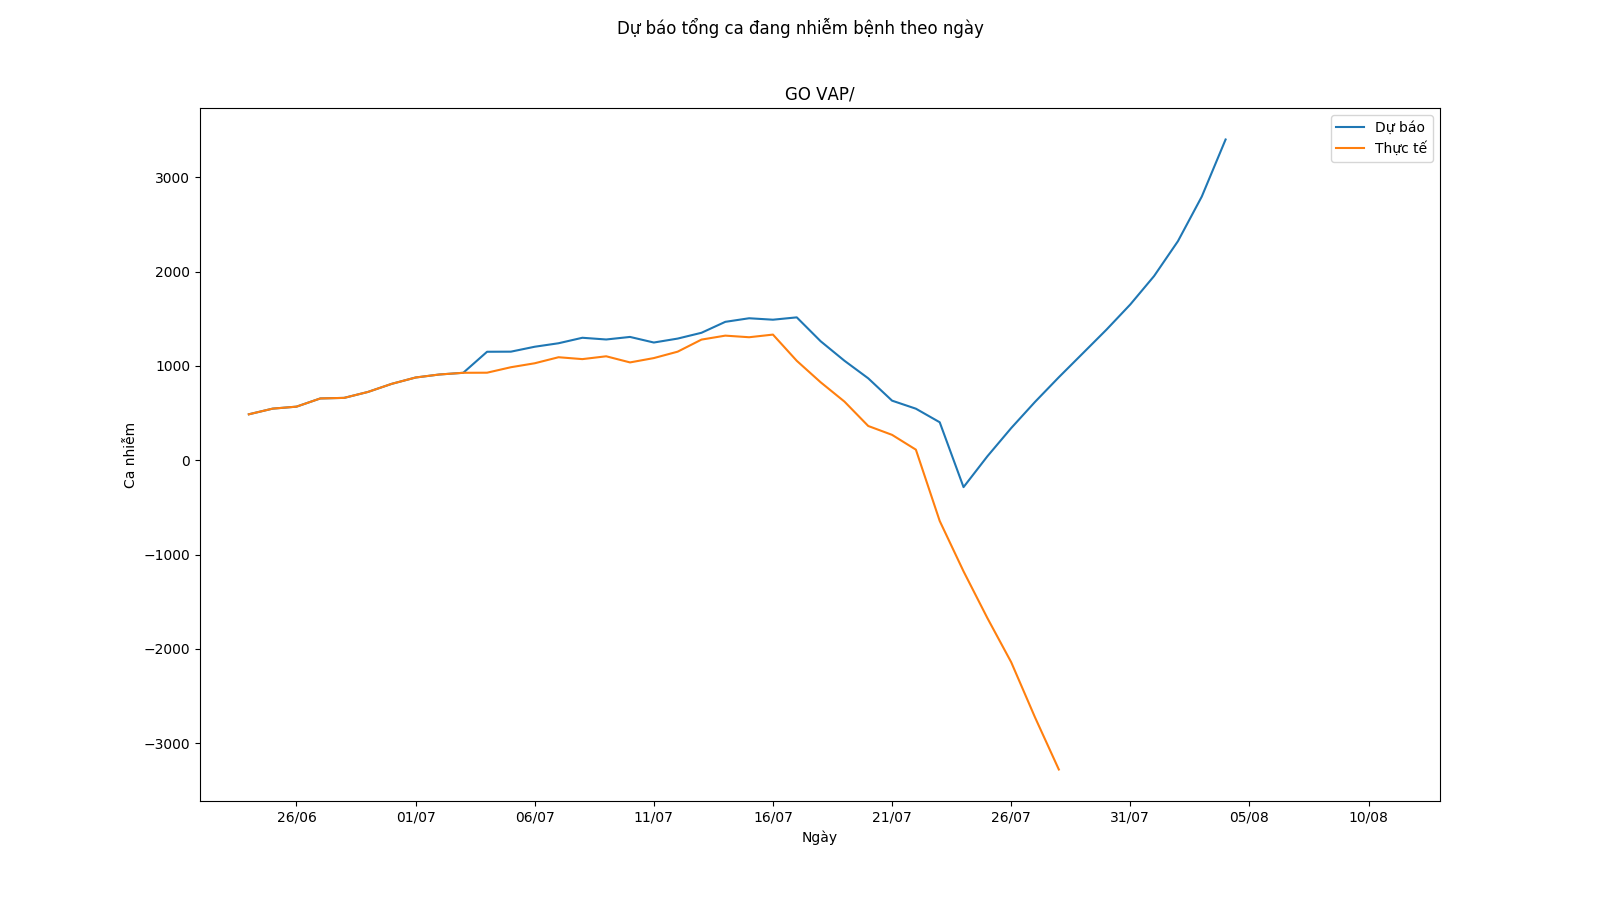 Dự báo tổng ca đang nhiễm bệnh theo ngày
GO VAP/
Dự báo
Thực tế
3000
2000
1000
0
−1000
−2000
−3000
Ca nhiễm
26/06 01/07 06/07 11/07 16/07 21/07 26/07 31/07 05/08 10/08
Ngày